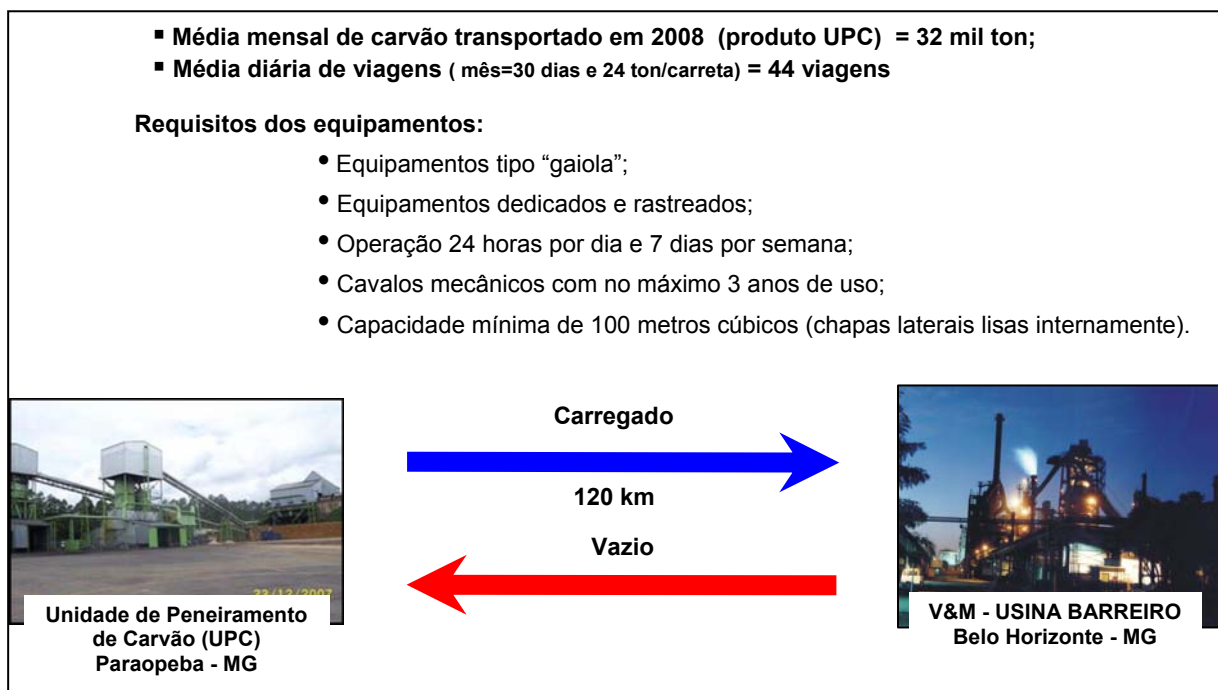 ▪ Média mensal de carvão transportado em 2008 (produto UPC) = 32 mil ton;
▪ Média diária de viagens ( mês=30 dias e 24 ton/carreta) = 44 viagens
Requisitos dos equipamentos:
• Equipamentos tipo “gaiola”;
• Equipamentos dedicados e rastreados;
• Operação 24 horas por dia e 7 dias por semana;
• Cavalos mecânicos com no máximo 3 anos de uso;
• Capacidade mínima de 100 metros cúbicos (chapas laterais lisas internamente).
Carregado
120 km
Vazio
Unidade de Peneiramento
de Carvão (UPC)
Paraopeba - MG
V&M - USINA BARREIRO
Belo Horizonte - MG